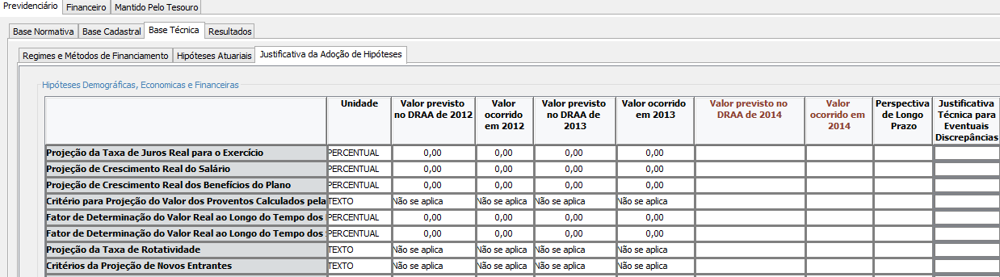 Previdenciário Financeiro Mantido Pelo Tesouro
Base Normativa Base Cadastral Base Técnica Resultados
Regimes e Métodos de Financiamento Hipóteses Atuariais Justificativa da Adoção de Hipóteses
Hipóteses Demográficas, Economicas e Financeiras
Unidade Valor previsto no DRAA de 2012 Valor ocorrido em 2012 Valor previsto no DRAA de 2013 Valor ocorrido em 2013 Valor previsto no DRAA de 2014 Valor ocorrido em 2014 Perspectiva de Longo Prazo Justificativa Técnica para Eventuais Discrepâncias
Projeção da Taxa de Juros Real para o Exercício PERCENTUAL 0,00 0,00 0,00 0,00
Projeção de Crescimento Real do Salário PERCENTUAL 0,00 0,00 0,00 0,00
Projeção de Crescimento Real dos Benefícios do Plano PERCENTUAL 0,00 0,00 0,00 0,00
Critério para Projeção do Valor dos Proventos Calculados pela TEXTO Não se aplica Não se aplica Não se aplica Não se aplica
Fator de Determinação do Valor Real ao Longo do Tempo dos PERCENTUAL 0,00 0,00 0,00 0,00
Fator de Determinação do Valor Real ao Longo do Tempo dos PERCENTUAL 0,00 0,00 0,00 0,00
Projeção da Taxa de Rotatividade TEXTO Não se aplica Não se aplica Não se aplica Não se aplica
Critérios da Projeção de Novos Entrantes TEXTO Não se aplica Não se aplica Não se aplica Não se aplica